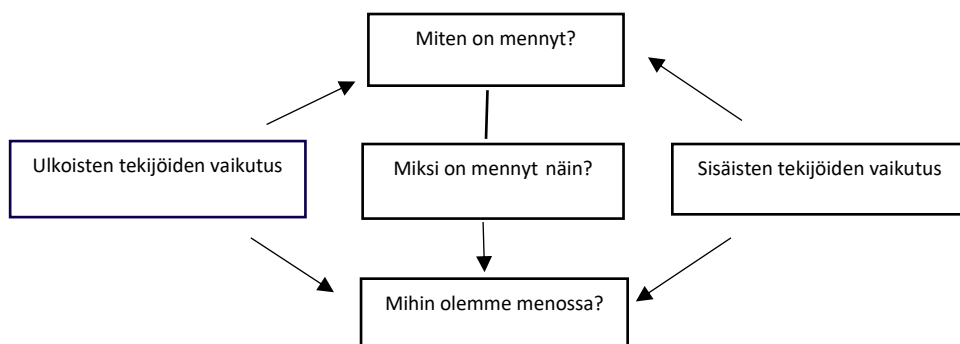 Miten on mennyt?
Ulkoisten tekijöiden vaikutus
Miksi on mennyt näin?
Sisäisten tekijöiden vaikutus
Mihin olemme menossa?